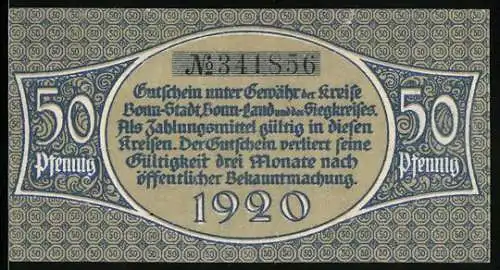 №341856
Gutschein unter Gewähr der Kreise
Bonn-Stadt, Bonn-Land und des Siegkreises.
Als Zahlungsmittel gültig in diesen
Kreisen. Der Gutschein verliert seine
Gültigkeit drei Monate nach
öffentlicher Bekanntmachung.
1920
50
Pfennig
50
Pfennig